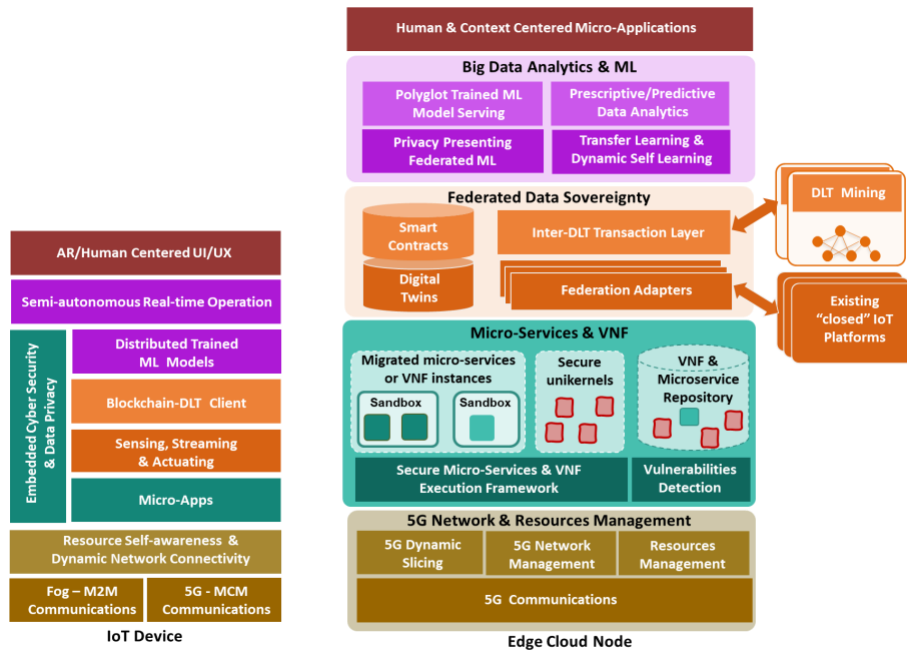 Human & Context Centered Micro-Applications
Big Data Analytics & ML
Polyglot Trained ML
Model Serving
Prescriptive/Predictive
Data Analytics
Privacy Presenting
Federated ML
Transfer Learning &
Dynamic Self Learning
Federated Data Sovereignty
Smart
Contracts
Inter-DLT Transaction Layer
Digital
Twins
Federation Adapters
DLT Mining
Existing
"closed" IoT
Platforms
Micro-Services & VNF
Migrated micro-services
or VNF instances
Sandbox
Sandbox
Secure
unikernels
VNF &
Microservice
Repository
Secure Micro-Services & VNF
Execution Framework
Vulnerabilities
Detection
5G Network & Resources Management
5G Dynamic
Slicing
5G Network
Management
Resources
Management
5G Communications
Edge Cloud Node
AR/Human Centered UI/UX
Semi-autonomous Real-time Operation
Embedded Cyber Security
& Data Privacy
Distributed Trained
ML Models
Blockchain-DLT Client
Sensing, Streaming
& Actuating
Micro-Apps
Resource Self-awareness &
Dynamic Network Connectivity
Fog – M2M
Communications
5G - MCM
Communications
IoT Device